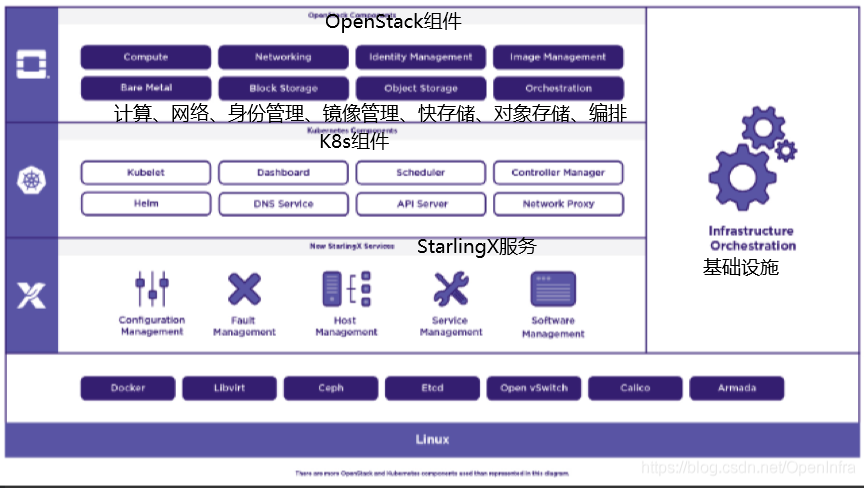 OpenStack Components
OpenStack组件
Compute Networking Identity Management Image Management
Bare Metal Block Storage Object Storage Orchestration
计算、网络、身份管理、镜像管理、快存储、对象存储、编排
Kubernetes Components
K8s组件
Kubelet Dashboard Scheduler Controller Manager
Helm DNS Service API Server Network Proxy
New StarlingX Services
StarlingX服务
Configuration Management
Fault Management
Host Management
Service Management
Software Management
Infrastructure
Orchestration
基础设施
Docker Libvirt Ceph Etcd Open vSwitch Calico Armada
Linux
There are more OpenStack and Kubernetes components used than represented in this diagram.
https://blog.csdn.net/OpenInfra